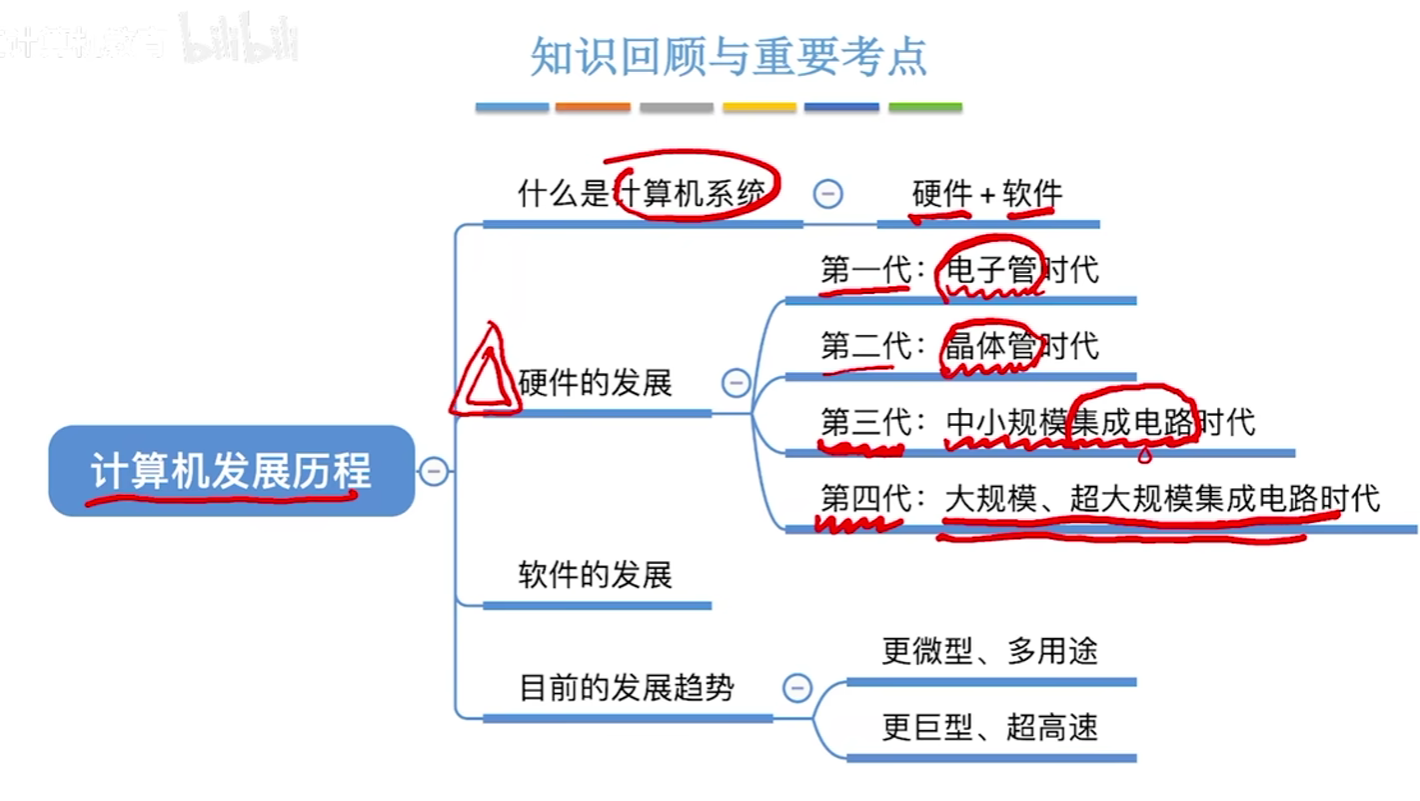 计算机教育 bilibili
知识回顾与重要考点
什么是计算机系统
硬件 + 软件
计算机发展历程
硬件的发展
第一代：电子管时代
第二代：晶体管时代
第三代：中小规模集成电路时代
第四代：大规模、超大规模集成电路时代
软件的发展
目前的发展趋势
更微型、多用途
更巨型、超高速